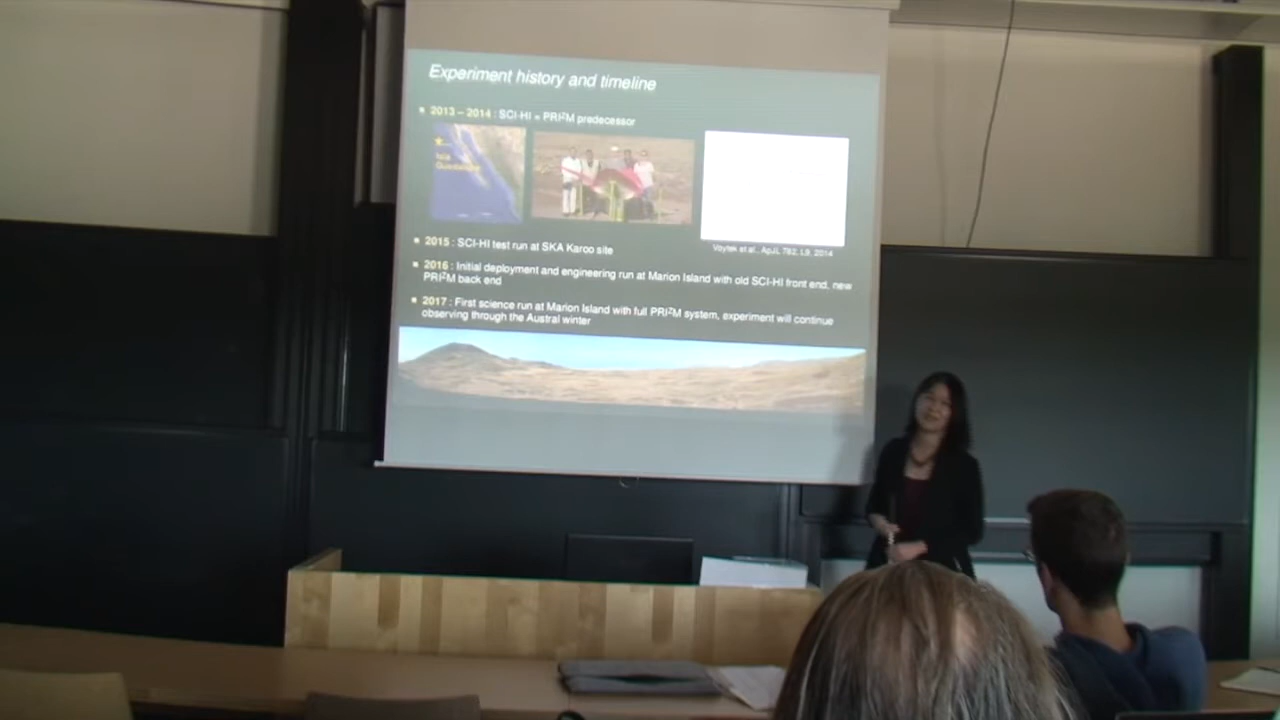 Experiment history and timeline
2013 – 2014 : SCI-HI = PRI²M predecessor
Isla
Guadalupe
Voytek et al., ApJL 782, L9, 2014
2015 : SCI-HI test run at SKA Karoo site
2016 : Initial deployment and engineering run at Marion Island with old SCI-HI front end, new
PRI²M back end
2017 : First science run at Marion Island with full PRI²M system, experiment will continue
observing through the Austral winter